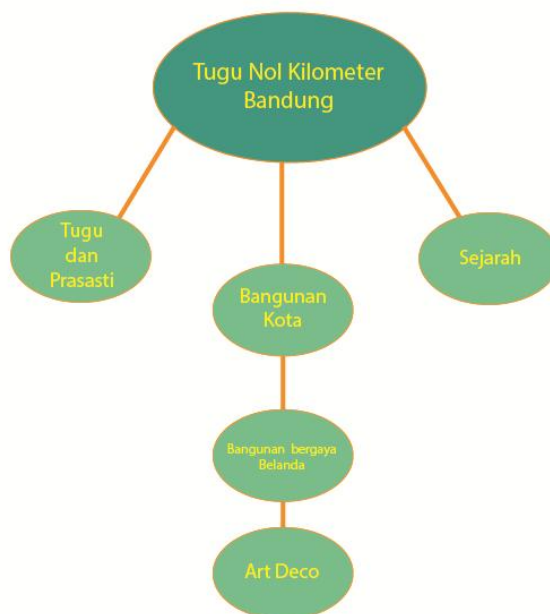 Tugu Nol Kilometer
Bandung
Tugu
dan
Prasasti
Sejarah
Bangunan
Kota
Bangunan bergaya
Belanda
Art Deco